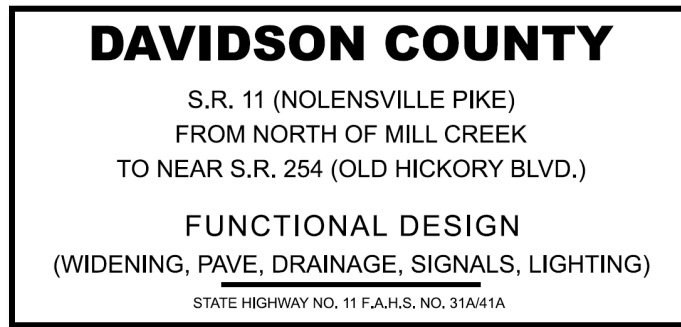 DAVIDSON COUNTY
S.R. 11 (NOLENSVILLE PIKE)
FROM NORTH OF MILL CREEK
TO NEAR S.R. 254 (OLD HICKORY BLVD.)
FUNCTIONAL DESIGN
(WIDENING, PAVE, DRAINAGE, SIGNALS, LIGHTING)
STATE HIGHWAY NO. 11 F.A.H.S. NO. 31A/41A